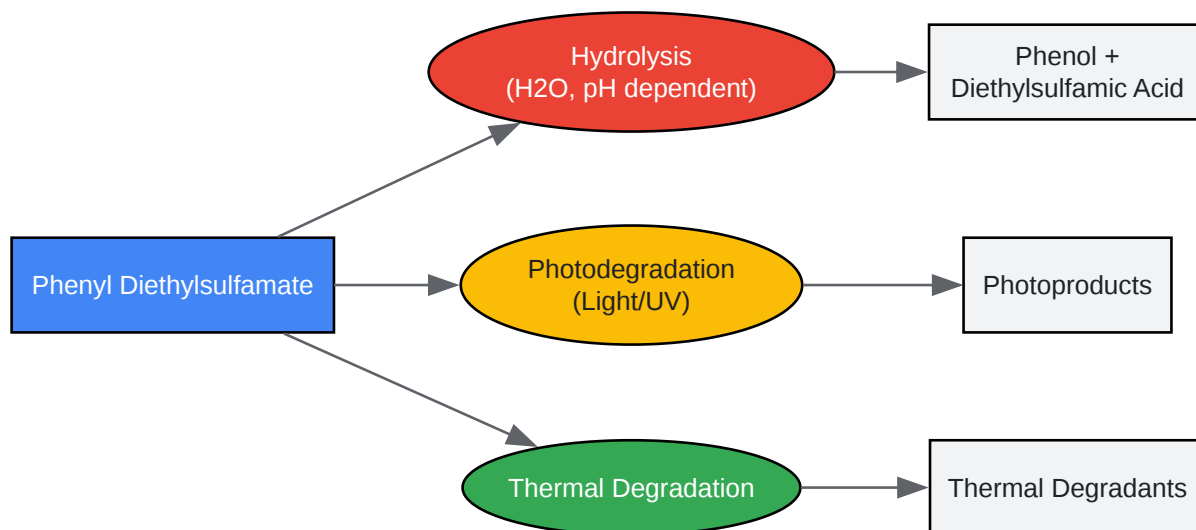 Hydrolysis
(H2O, pH dependent)
Phenol +
Diethylsulfamic Acid
Phenyl Diethylsulfamate
Photodegradation
(Light/UV)
Photoproducts
Thermal Degradation
Thermal Degradants